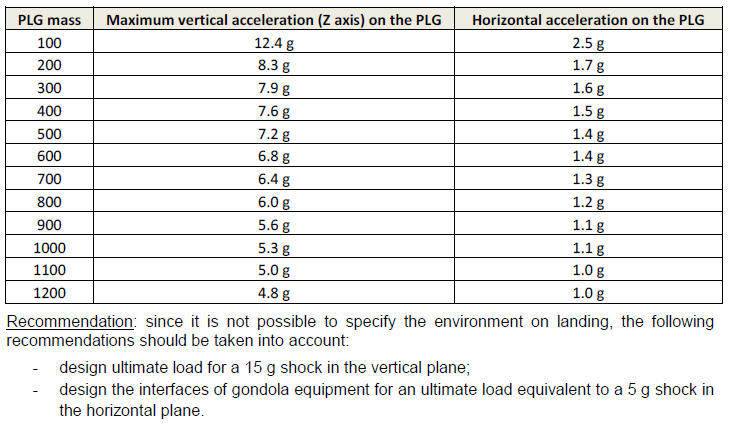 PLG mass Maximum vertical acceleration (Z axis) on the PLG Horizontal acceleration on the PLG
100 12.4 g 2.5 g
200 8.3 g 1.7 g
300 7.9 g 1.6 g
400 7.6 g 1.5 g
500 7.2 g 1.4 g
600 6.8 g 1.4 g
700 6.4 g 1.3 g
800 6.0 g 1.2 g
900 5.6 g 1.1 g
1000 5.3 g 1.1 g
1100 5.0 g 1.0 g
1200 4.8 g 1.0 g
Recommendation: since it is not possible to specify the environment on landing, the following
recommendations should be taken into account:
- design ultimate load for a 15 g shock in the vertical plane;
- design the interfaces of gondola equipment for an ultimate load equivalent to a 5 g shock in
the horizontal plane.